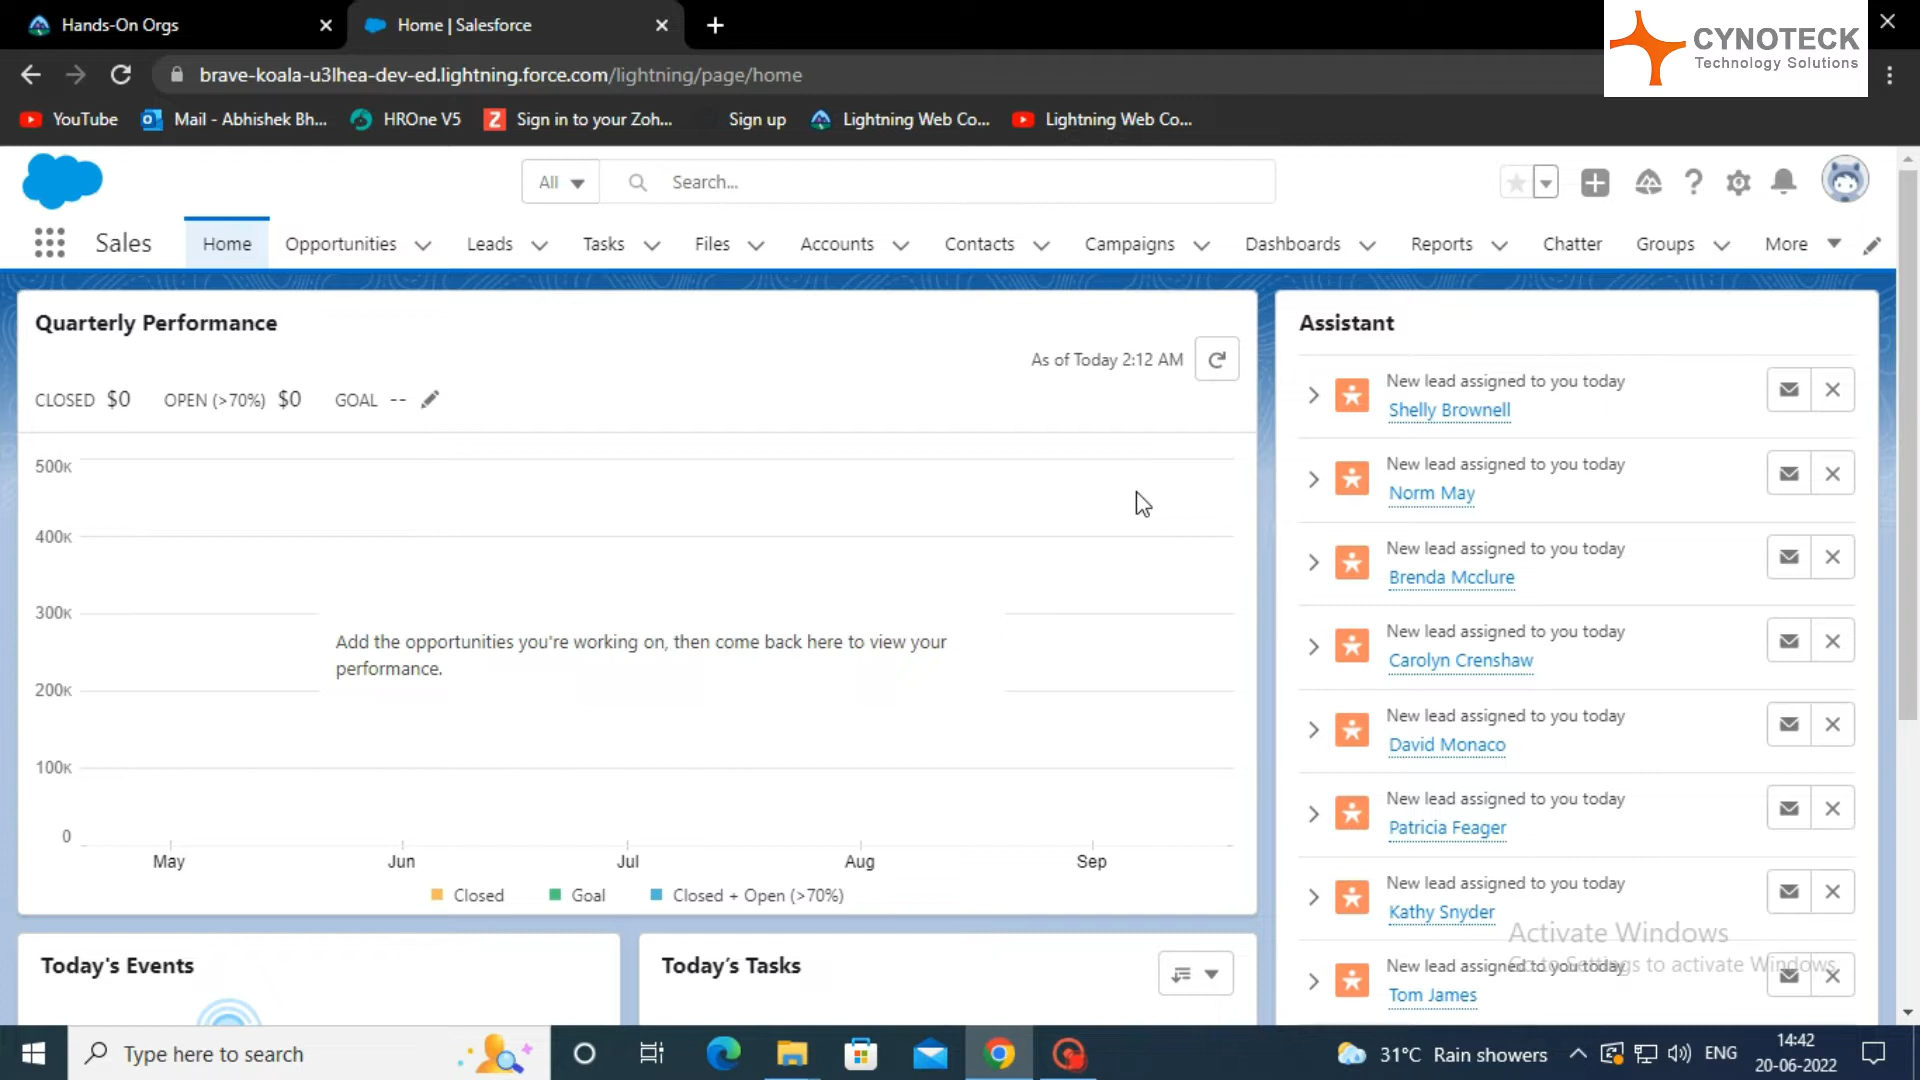 Hands-On Orgs
Home | Salesforce
CYNOTECK
Technology Solutions
brave-koala-u3lhea-dev-ed.lightning.force.com/lightning/page/home
YouTube
Mail - Abhishek Bh...
HROne V5
Sign in to your Zoh...
Sign up
Lightning Web Co...
Lightning Web Co...
All
Search...
Sales
Home
Opportunities
Leads
Tasks
Files
Accounts
Contacts
Campaigns
Dashboards
Reports
Chatter
Groups
More
Quarterly Performance
As of Today 2:12 AM
CLOSED $0 OPEN (>70%) $0 GOAL --
500K
400K
300K
Add the opportunities you're working on, then come back here to view your
performance.
200K
100K
0
May Jun Jul Aug Sep
Closed Goal Closed + Open (>70%)
Today's Events
Today's Tasks
Assistant
New lead assigned to you today
Shelly Brownell
New lead assigned to you today
Norm May
New lead assigned to you today
Brenda Mcclure
New lead assigned to you today
Carolyn Crenshaw
New lead assigned to you today
David Monaco
New lead assigned to you today
Patricia Feager
New lead assigned to you today
Kathy Snyder
New lead assigned to you today
Tom James
Activate Windows
Go to Settings to activate Windows.
Type here to search
31°C Rain showers
ENG
14:42
20-06-2022